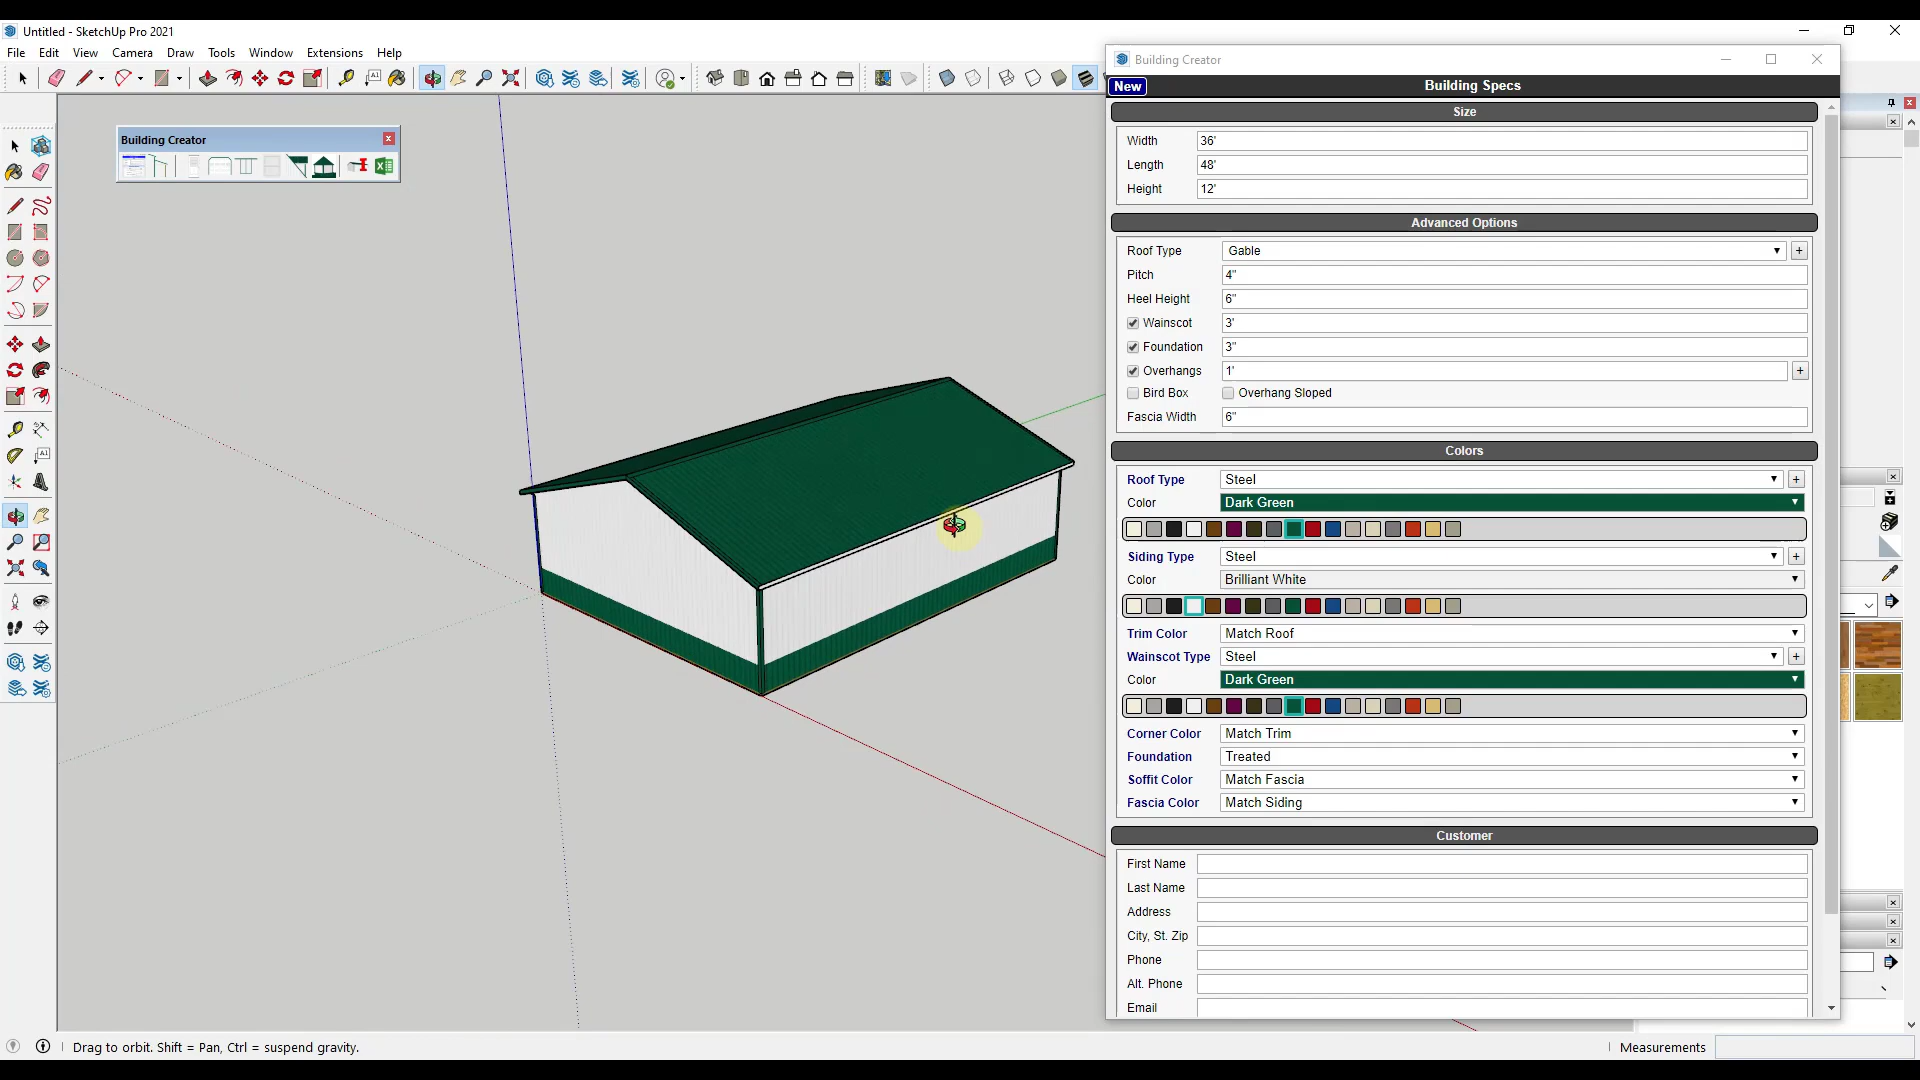 Untitled - SketchUp Pro 2021
File Edit View Camera Draw Tools Window Extensions Help
Building Creator
Building Creator
New
Building Specs
Size
Width 36'
Length 48'
Height 12'
Advanced Options
Roof Type Gable
Pitch 4"
Heel Height 6"
Wainscot 3'
Foundation 3"
Overhangs 1'
Bird Box Overhang Sloped
Fascia Width 6"
Colors
Roof Type Steel
Color Dark Green
Siding Type Steel
Color Brilliant White
Trim Color Match Roof
Wainscot Type Steel
Color Dark Green
Corner Color Match Trim
Foundation Treated
Soffit Color Match Fascia
Fascia Color Match Siding
Customer
First Name
Last Name
Address
City, St. Zip
Phone
Alt. Phone
Email
Drag to orbit. Shift = Pan, Ctrl = suspend gravity.
Measurements